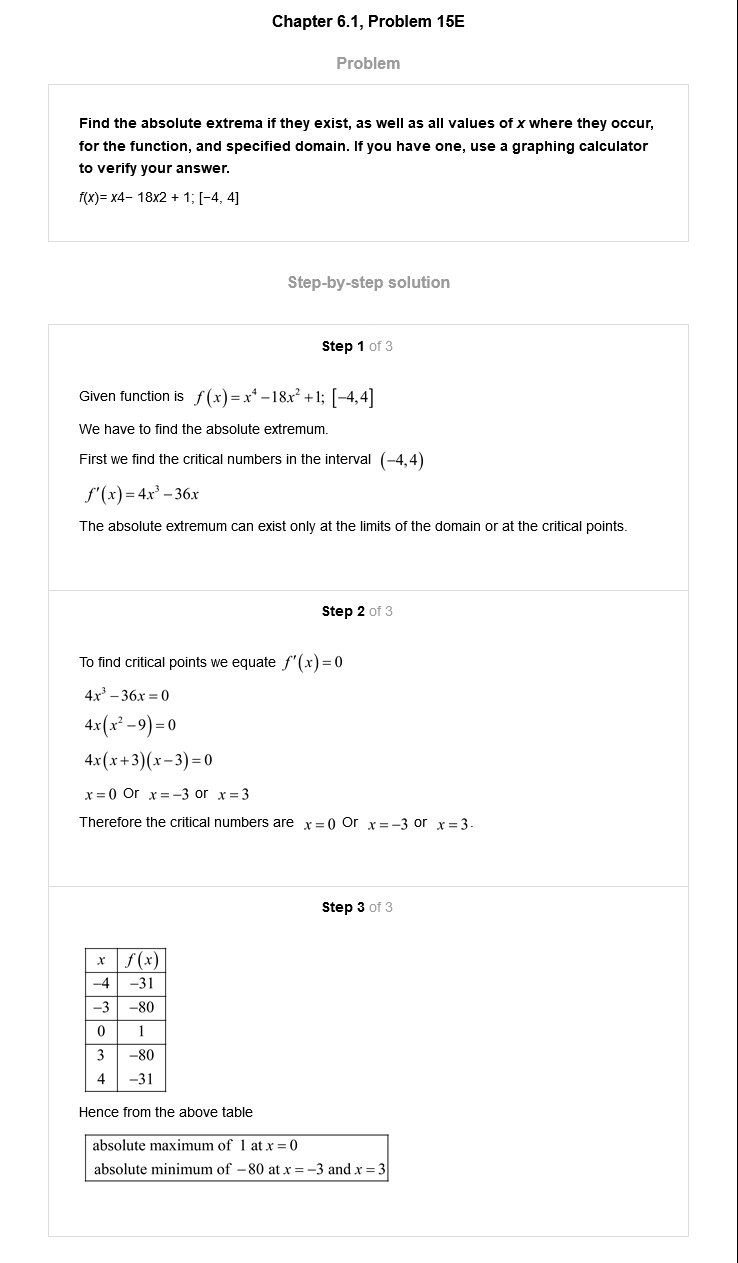 Chapter 6.1, Problem 15E
Problem
Find the absolute extrema if they exist, as well as all values of x where they occur,
for the function, and specified domain. If you have one, use a graphing calculator
to verify your answer.
f(x)= x4− 18x2 + 1; [−4, 4]
Step-by-step solution
Step 1 of 3
Given function is f(x)=x⁴−18x²+1; [−4,4]
We have to find the absolute extremum.
First we find the critical numbers in the interval (−4,4)
f′(x)=4x³−36x
The absolute extremum can exist only at the limits of the domain or at the critical points.
Step 2 of 3
To find critical points we equate f′(x)=0
4x³−36x=0
4x(x²−9)=0
4x(x+3)(x−3)=0
x=0 Or x=−3 or x=3
Therefore the critical numbers are x=0 Or x=−3 or x=3.
Step 3 of 3
x f(x)
−4 −31
−3 −80
0 1
3 −80
4 −31
Hence from the above table
absolute maximum of 1 at x=0
absolute minimum of −80 at x=−3 and x=3